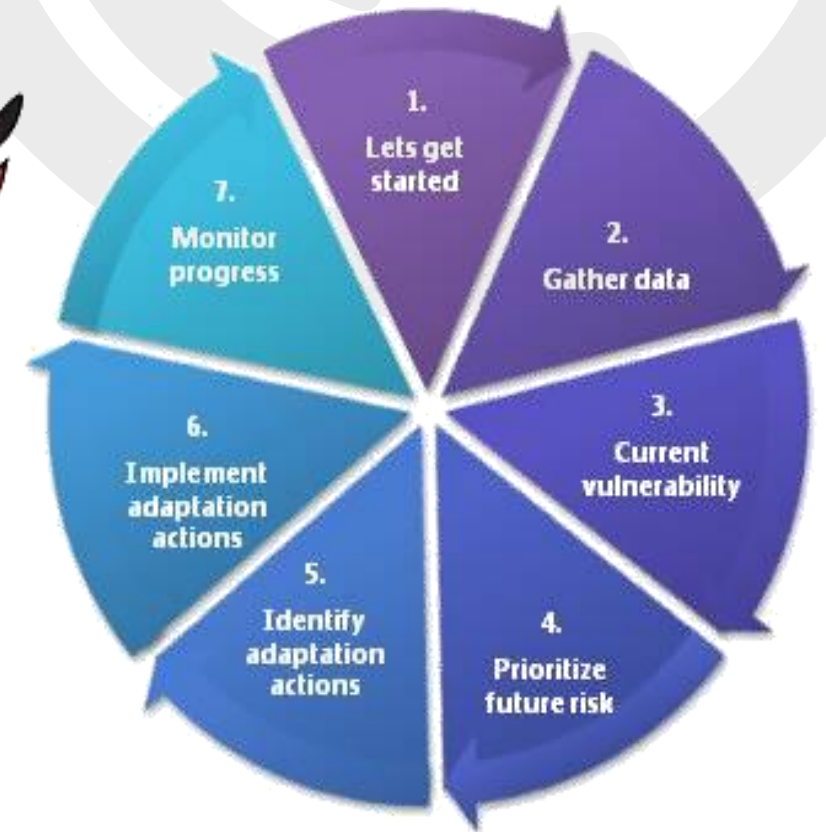 1.
Lets get
started
2.
Gather data
3.
Current
vulnerability
4.
Prioritize
future risk
5.
Identify
adaptation
actions
6.
Implement
adaptation
actions
7.
Monitor
progress